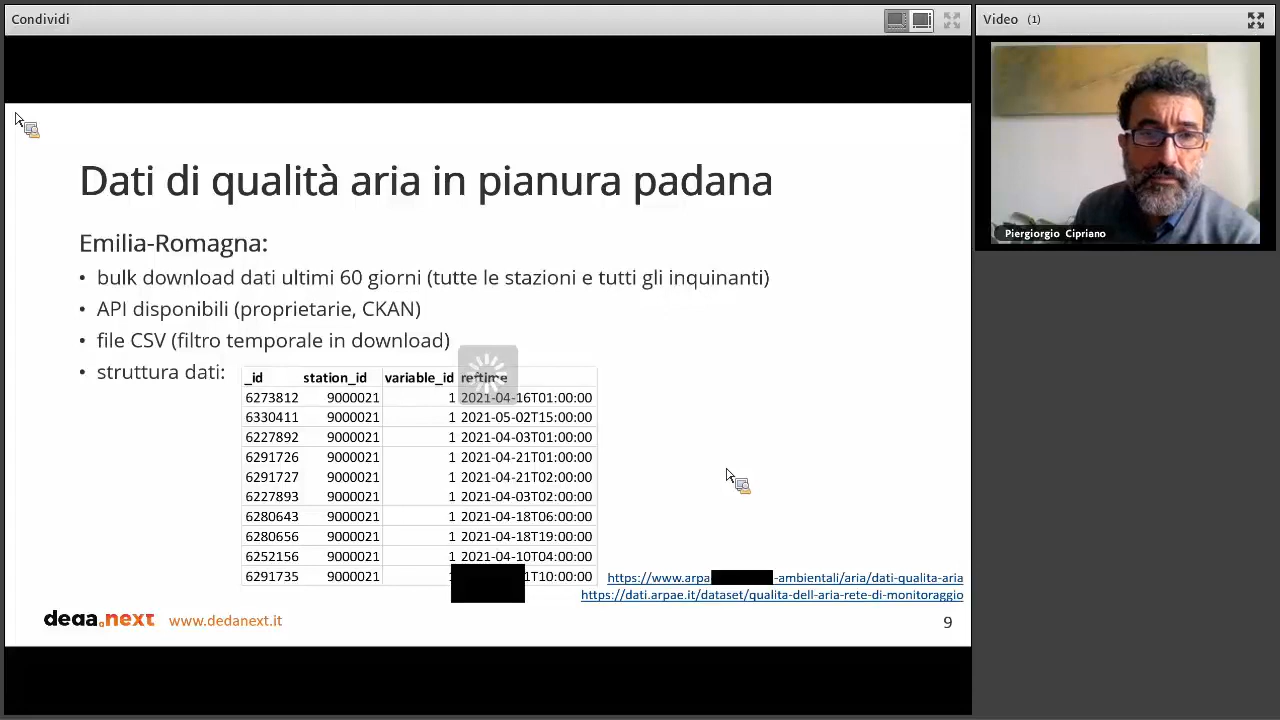 Condividi
Video (1)
Piergiorgio Cipriano
Dati di qualità aria in pianura padana
Emilia-Romagna:
• bulk download dati ultimi 60 giorni (tutte le stazioni e tutti gli inquinanti)
• API disponibili (proprietarie, CKAN)
• file CSV (filtro temporale in download)
• struttura dati:
_id station_id variable_id reftime
6273812 9000021 1 2021-04-16T01:00:00
6330411 9000021 1 2021-05-02T15:00:00
6227892 9000021 1 2021-04-03T01:00:00
6291726 9000021 1 2021-04-21T01:00:00
6291727 9000021 1 2021-04-21T02:00:00
6227893 9000021 1 2021-04-03T02:00:00
6280643 9000021 1 2021-04-18T06:00:00
6280656 9000021 1 2021-04-18T19:00:00
6252156 9000021 1 2021-04-10T04:00:00
6291735 9000021 1T10:00:00
https://www.arpa -ambientali/aria/dati-qualita-aria
https://dati.arpae.it/dataset/qualita-dell-aria-rete-di-monitoraggio
deda.next www.dedanext.it
9